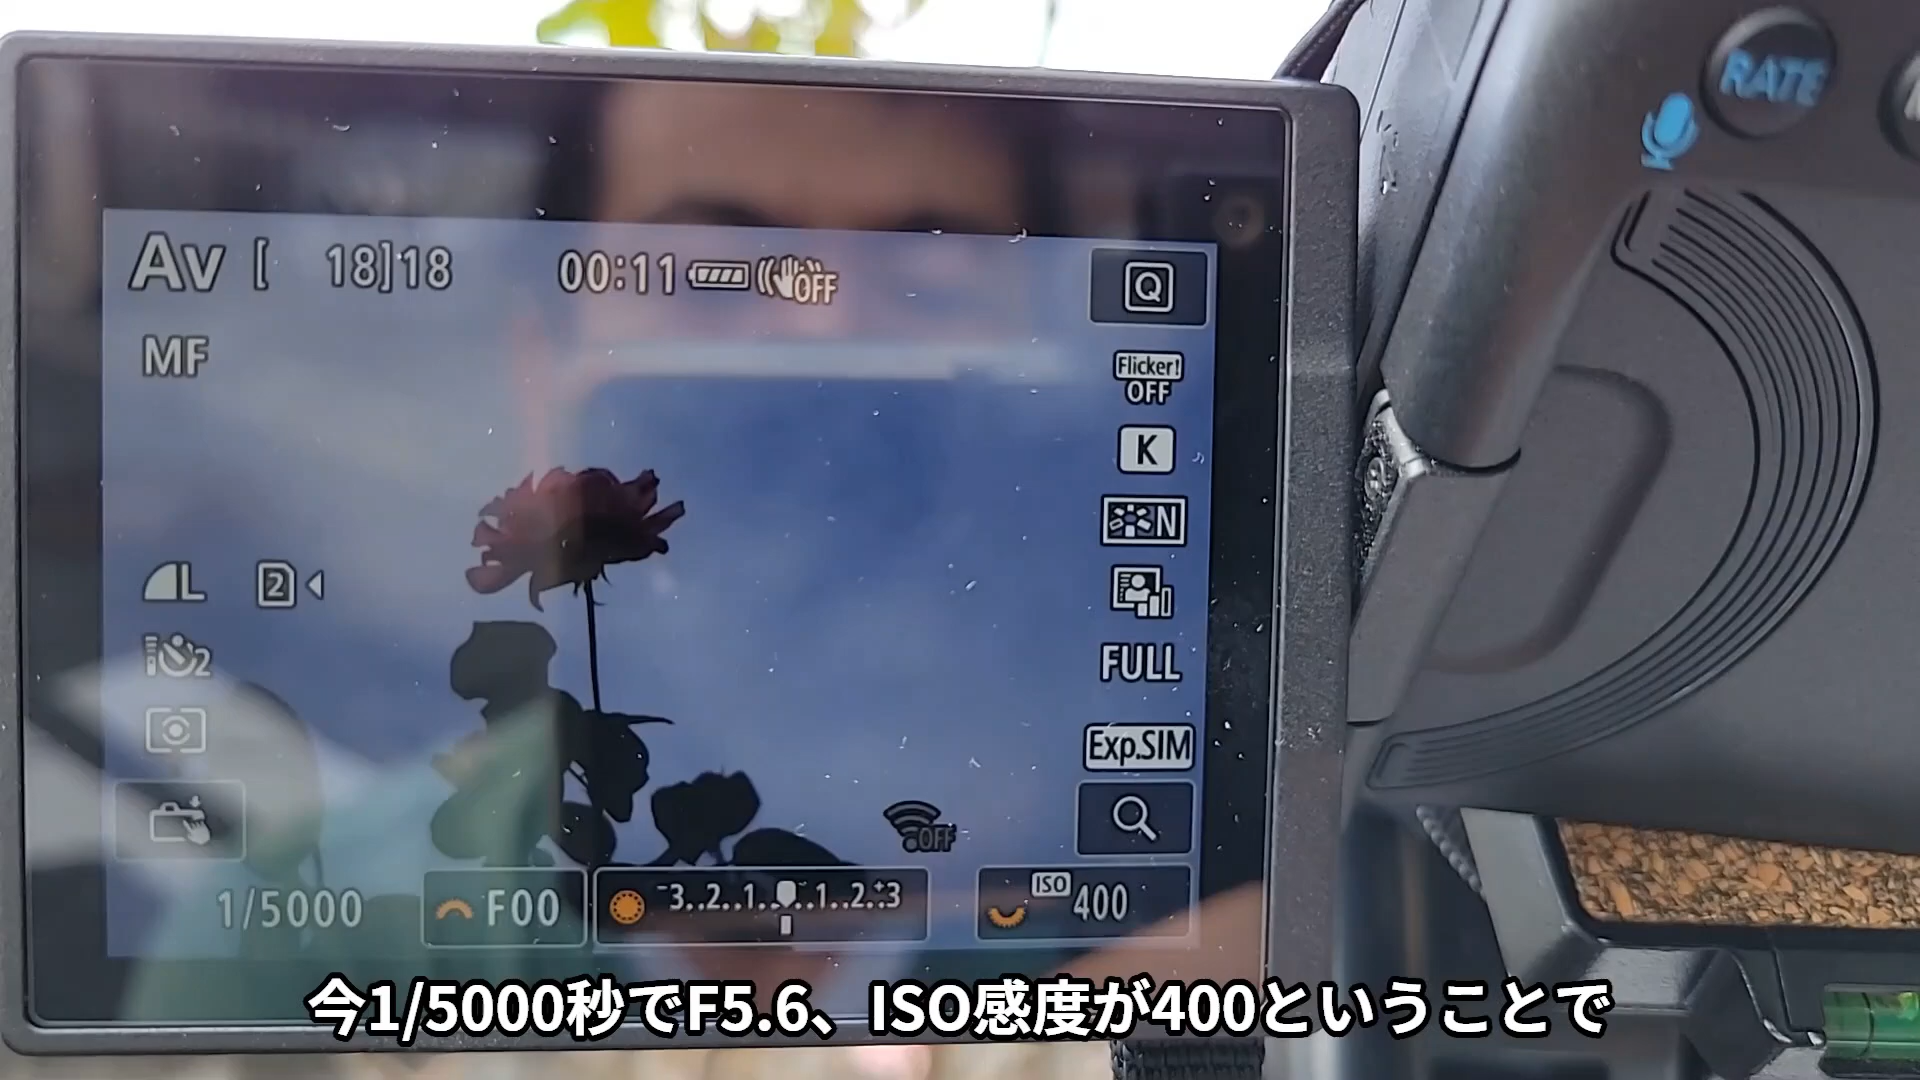 RATE
Av [ 18]18 00:11 OFF
Q
MF
Flicker!
OFF
K
N
L 2
2
FULL
Exp.SIM
OFF
1/5000 F00 -3..2..1.. ..1..2..+3 ISO 400
今1/5000秒でF5.6、ISO感度が400ということで